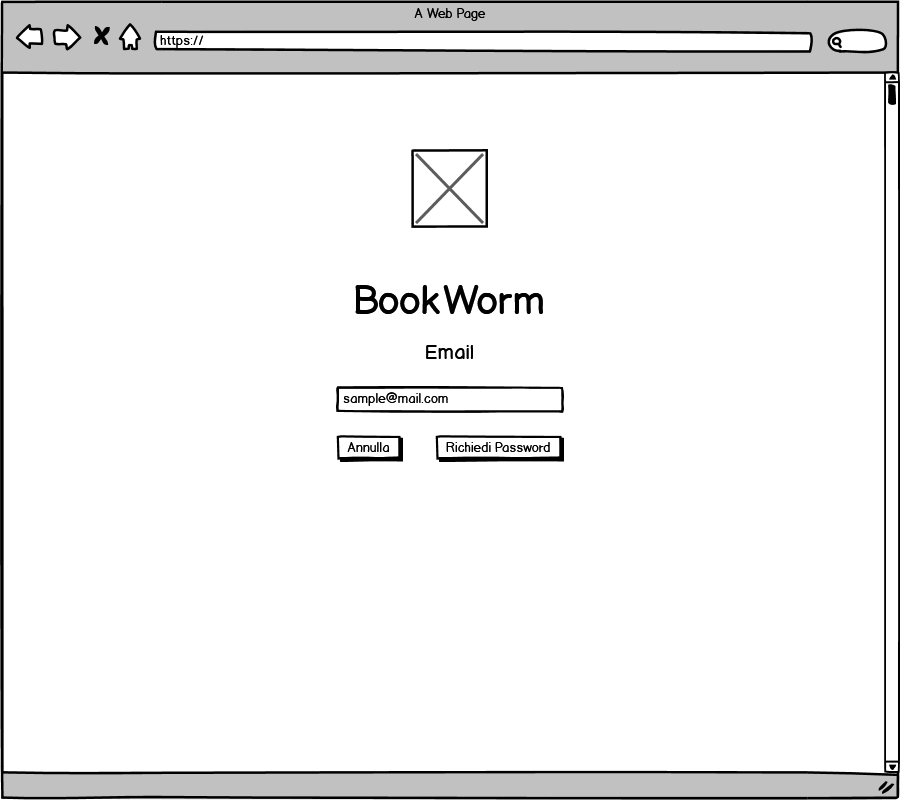 A Web Page
https://
BookWorm
Email
sample@mail.com
Annulla Richiedi Password